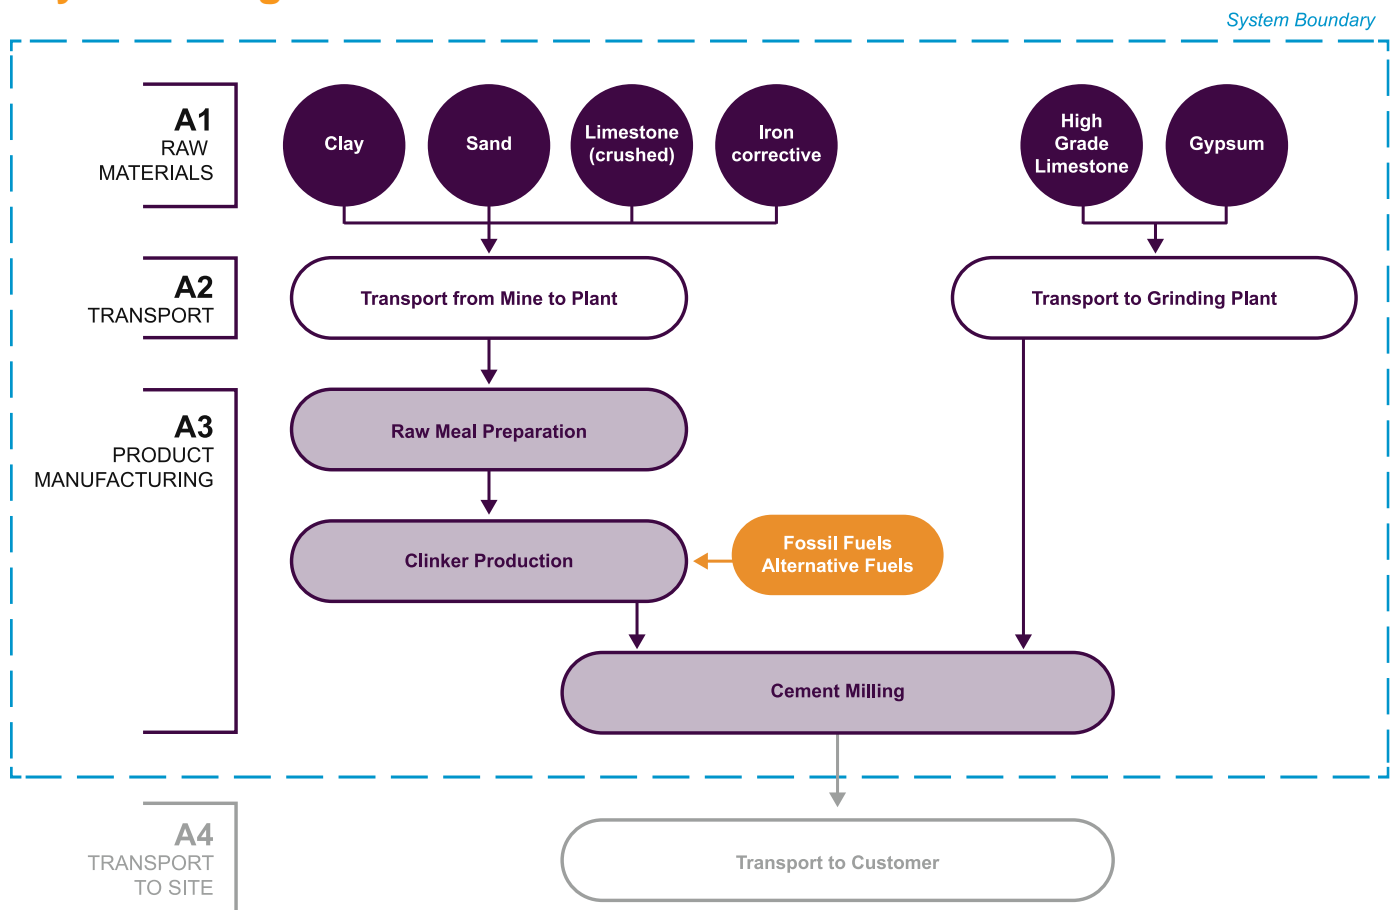 System Boundary
A1
RAW
MATERIALS
Clay
Sand
Limestone
(crushed)
Iron
corrective
High
Grade
Limestone
Gypsum
A2
TRANSPORT
Transport from Mine to Plant
Transport to Grinding Plant
A3
PRODUCT
MANUFACTURING
Raw Meal Preparation
Clinker Production
Fossil Fuels
Alternative Fuels
Cement Milling
A4
TRANSPORT
TO SITE
Transport to Customer